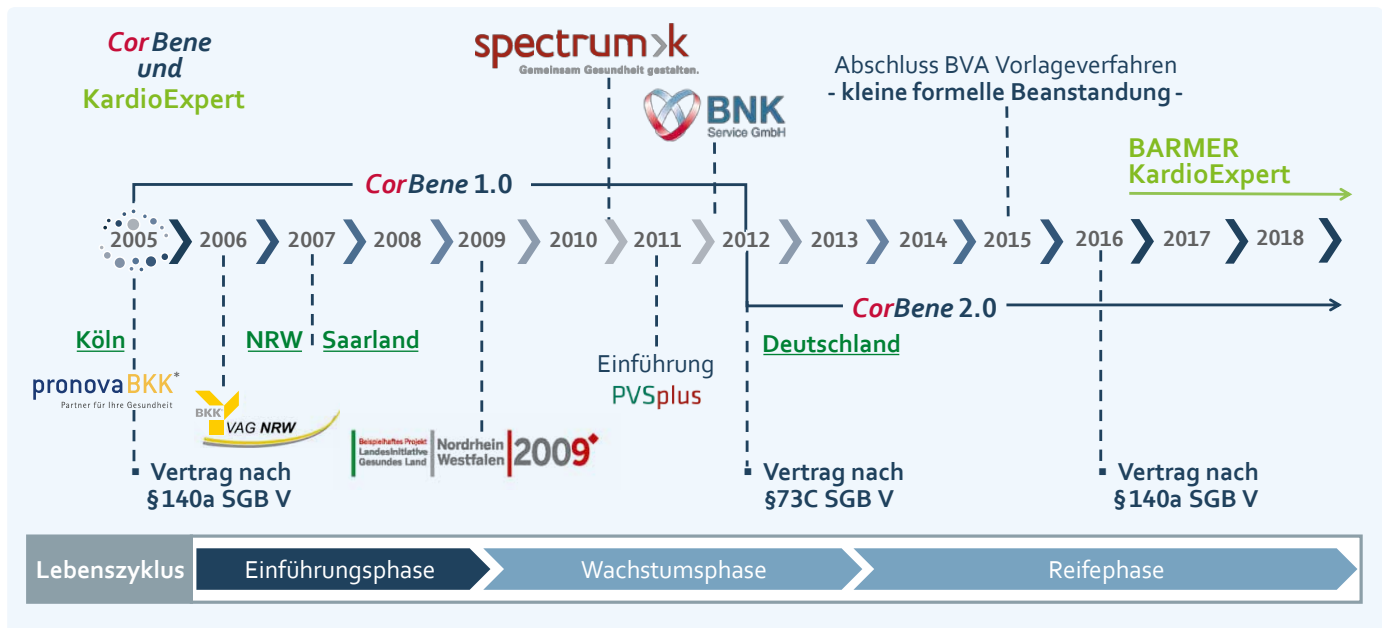 CorBene
und
KardioExpert
spectrum>k
Gemeinsam Gesundheit gestalten.
BNK
Service GmbH
Abschluss BVA Vorlageverfahren
- kleine formelle Beanstandung -
BARMER
KardioExpert
CorBene 1.0
2005 2006 2007 2008 2009 2010 2011 2012 2013 2014 2015 2016 2017 2018
CorBene 2.0
Köln NRW Saarland Deutschland
pronovaBKK*
Partner für Ihre Gesundheit
BKK
VAG NRW
Beispielhaftes Projekt
Landesinitiative
Gesundes Land
Nordrhein
Westfalen
2009
Einführung
PVSplus
Vertrag nach
§140a SGB V
Vertrag nach
§73C SGB V
Vertrag nach
§140a SGB V
Lebenszyklus Einführungsphase Wachstumsphase Reifephase